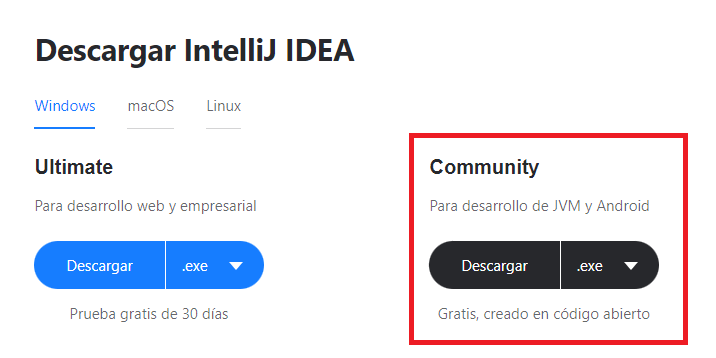 Descargar IntelliJ IDEA
Windows macOS Linux
Ultimate
Para desarrollo web y empresarial
Descargar .exe
Prueba gratis de 30 días
Community
Para desarrollo de JVM y Android
Descargar .exe
Gratis, creado en código abierto